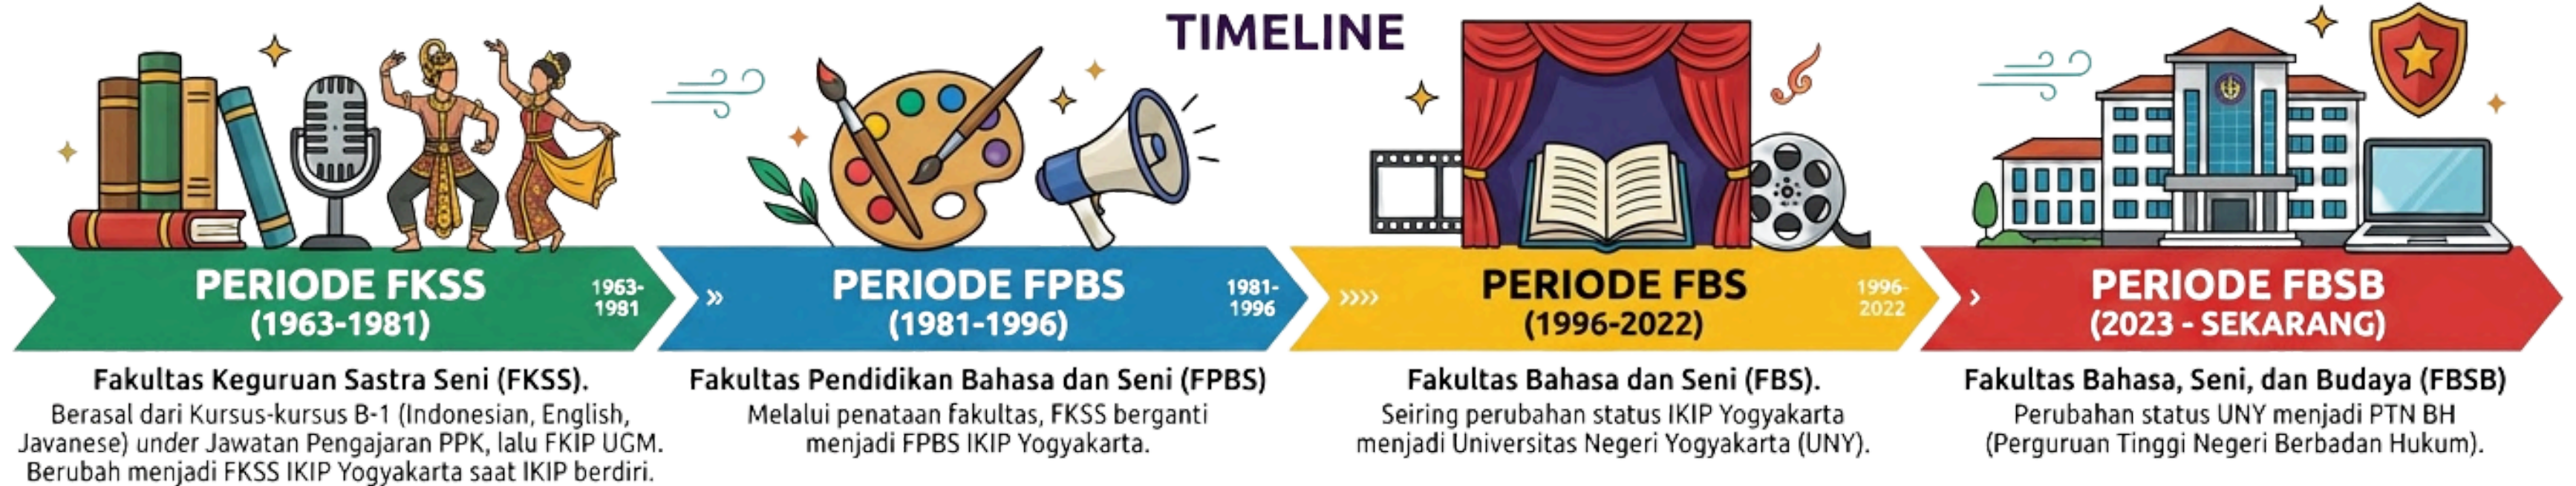 TIMELINE
PERIODE FKSS
(1963-1981)
1963-
1981
PERIODE FPBS
(1981-1996)
1981-
1996
PERIODE FBS
(1996-2022)
1996-
2022
PERIODE FBSB
(2023 - SEKARANG)
Fakultas Keguruan Sastra Seni (FKSS).
Berasal dari Kursus-kursus B-1 (Indonesian, English,
Javanese) under Jawatan Pengajaran PPK, lalu FKIP UGM.
Berubah menjadi FKSS IKIP Yogyakarta saat IKIP berdiri.
Fakultas Pendidikan Bahasa dan Seni (FPBS)
Melalui penataan fakultas, FKSS berganti
menjadi FPBS IKIP Yogyakarta.
Fakultas Bahasa dan Seni (FBS).
Seiring perubahan status IKIP Yogyakarta
menjadi Universitas Negeri Yogyakarta (UNY).
Fakultas Bahasa, Seni, dan Budaya (FBSB)
Perubahan status UNY menjadi PTN BH
(Perguruan Tinggi Negeri Berbadan Hukum).